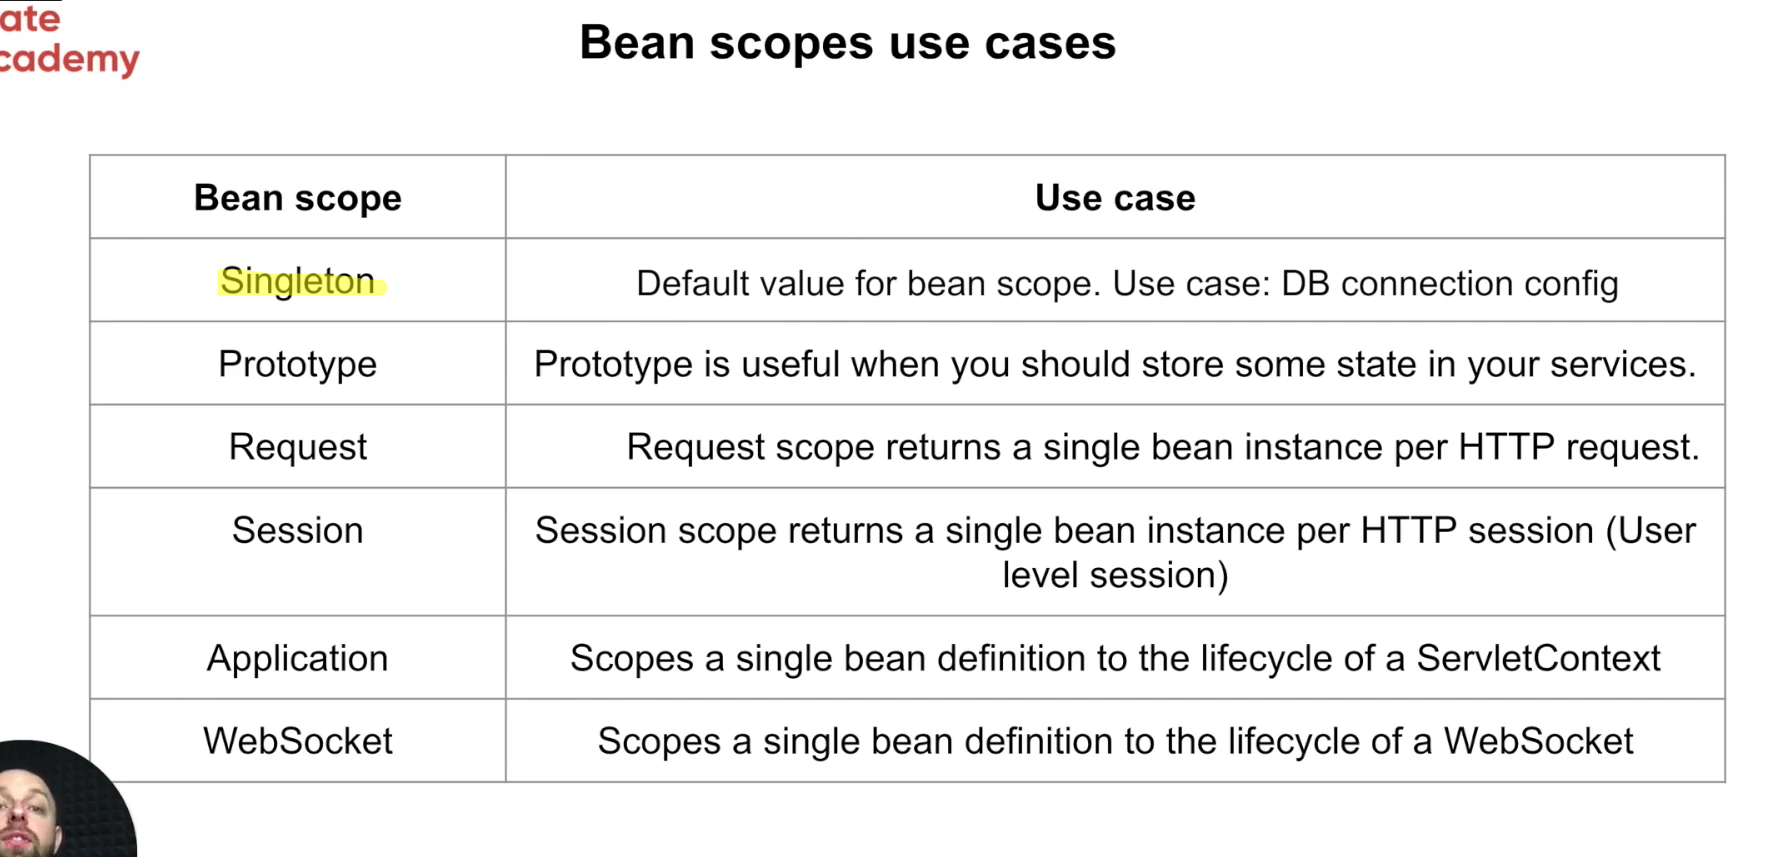 ate
cademy
Bean scopes use cases
Bean scope
Use case
Singleton
Default value for bean scope. Use case: DB connection config
Prototype
Prototype is useful when you should store some state in your services.
Request
Request scope returns a single bean instance per HTTP request.
Session
Session scope returns a single bean instance per HTTP session (User
level session)
Application
Scopes a single bean definition to the lifecycle of a ServletContext
WebSocket
Scopes a single bean definition to the lifecycle of a WebSocket